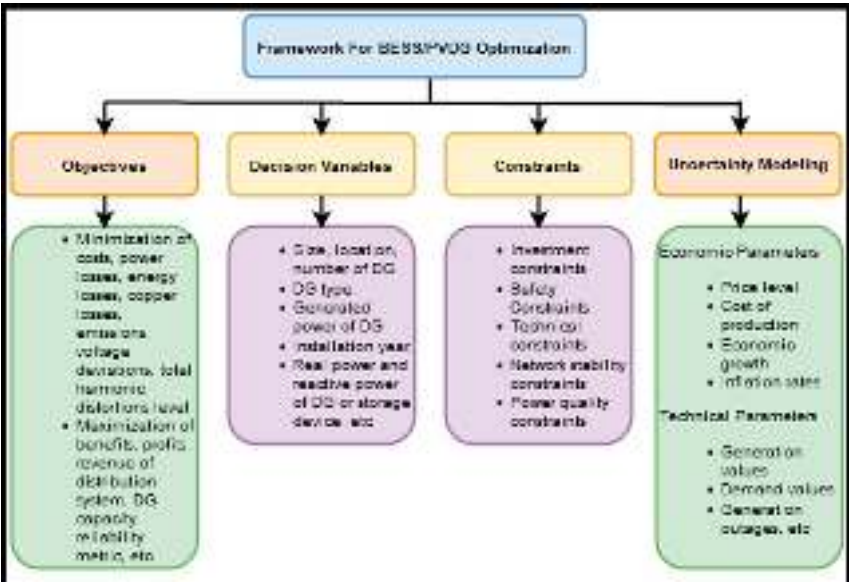 Framework For BESS/PVDG Optimization
Objectives
Decision Variables
Constraints
Uncertainty Modeling
• Minimization of
costs, power
losses, energy
losses, copper
losses,
emissions
voltage
deviations, total
harmonic
distortions level
• Maximization of
benefits, profits
revenue of
distribution
system, DG
capacity
reliability
metric, etc
• Size, location,
number of DG
• DG type
• Generated
power of DG
• Installation year
• Real power and
reactive power
of DG or storage
device, etc
• Investment
constraints
• Safety
Constraints
• Technical
constraints
• Network stability
constraints
• Power quality
constraints
Economic Parameters
• Price level
• Cost of
production
• Economic
growth
• Inflation rates
Technical Parameters
• Generation
values
• Demand values
• Generation
outages, etc